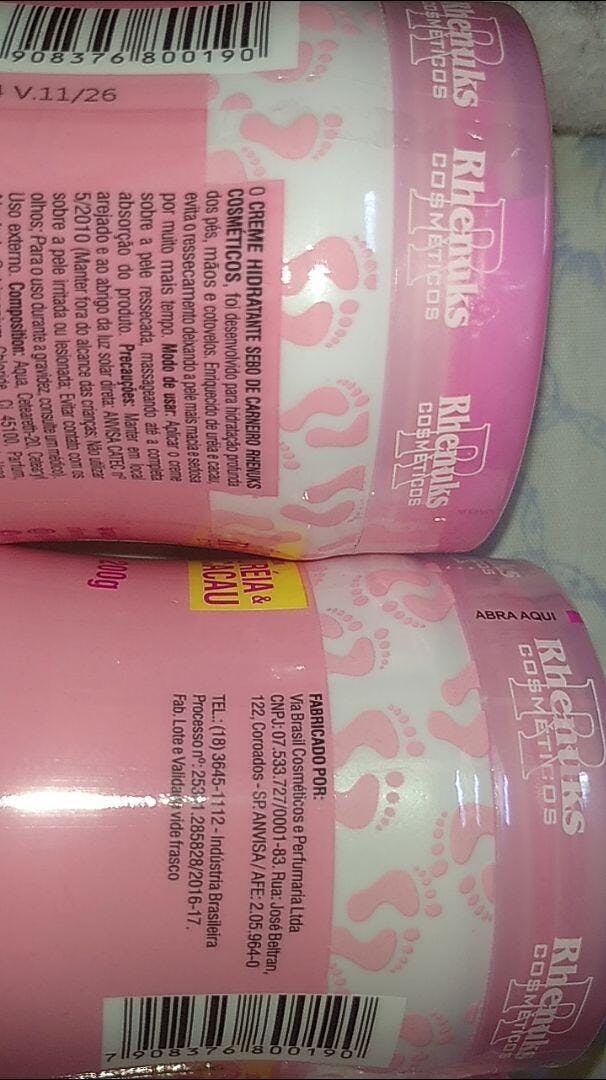 Rhenuks
COSMÉTICOS
Rhenuks
COSMÉTICOS
Rhenuks
COSMÉTICOS
908376 800190
V.11/26
O CREME HIDRATANTE SEBO DE CARNEIRO RHENUKS
COSMÉTICOS, foi desenvolvido para hidratação profunda
dos pés, mãos e cotovelos. Enriquecido de uréia e cacau,
evita o ressecamento deixando a pele mais macia e sedosa
por muito mais tempo. Modo de usar: Aplicar o creme
sobre a pele ressecada, massageando até a completa
absorção do produto. Precauções: Manter em local
arejado e ao abrigo da luz solar direta. ANVISA (CATEG nº
5/2010 (Manter fora do alcance das crianças; Não utilizar
sobre a pele irritada ou lesionada; Evitar contato com os
olhos; Para o uso durante a gravidez, consulte um médico).
Uso externo. Composition: Aqua, Ceteareth-20, Cetearyl
Chloride, CI 45100, Parfum,
200g
RÉIA &
ACAU
ABRA AQUI
Rhenuks
COSMÉTICOS
Rhenuks
COSMÉTICOS
FABRICADO POR:
Via Brasil Cosméticos e Perfumaria Ltda
CNPJ: 07.533.727/0001-83. Rua: José Beltran,
122, Coroados - SP. ANVISA / AFE: 2.05.964-0
TEL.: (18) 3645-1112 - Indústria Brasileira
Processo nº: 253 .285828/2016-17.
Fab. Lote e Validade vide frasco
7 908376 800190